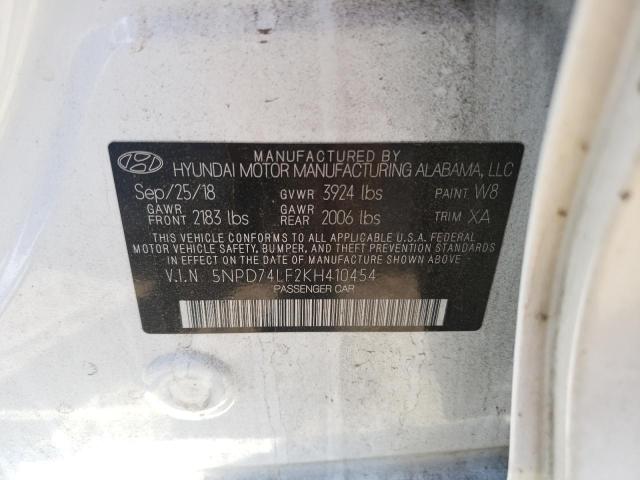 MANUFACTURED BY
HYUNDAI MOTOR MANUFACTURING ALABAMA, LLC
Sep/25/18 GVWR 3924 lbs PAINT W8
GAWR FRONT 2183 lbs GAWR REAR 2006 lbs TRIM XA
THIS VEHICLE CONFORMS TO ALL APPLICABLE U.S.A. FEDERAL
MOTOR VEHICLE SAFETY, BUMPER, AND THEFT PREVENTION STANDARDS
IN EFFECT ON THE DATE OF MANUFACTURE SHOWN ABOVE.
V.I.N 5NPD74LF2KH410454
PASSENGER CAR